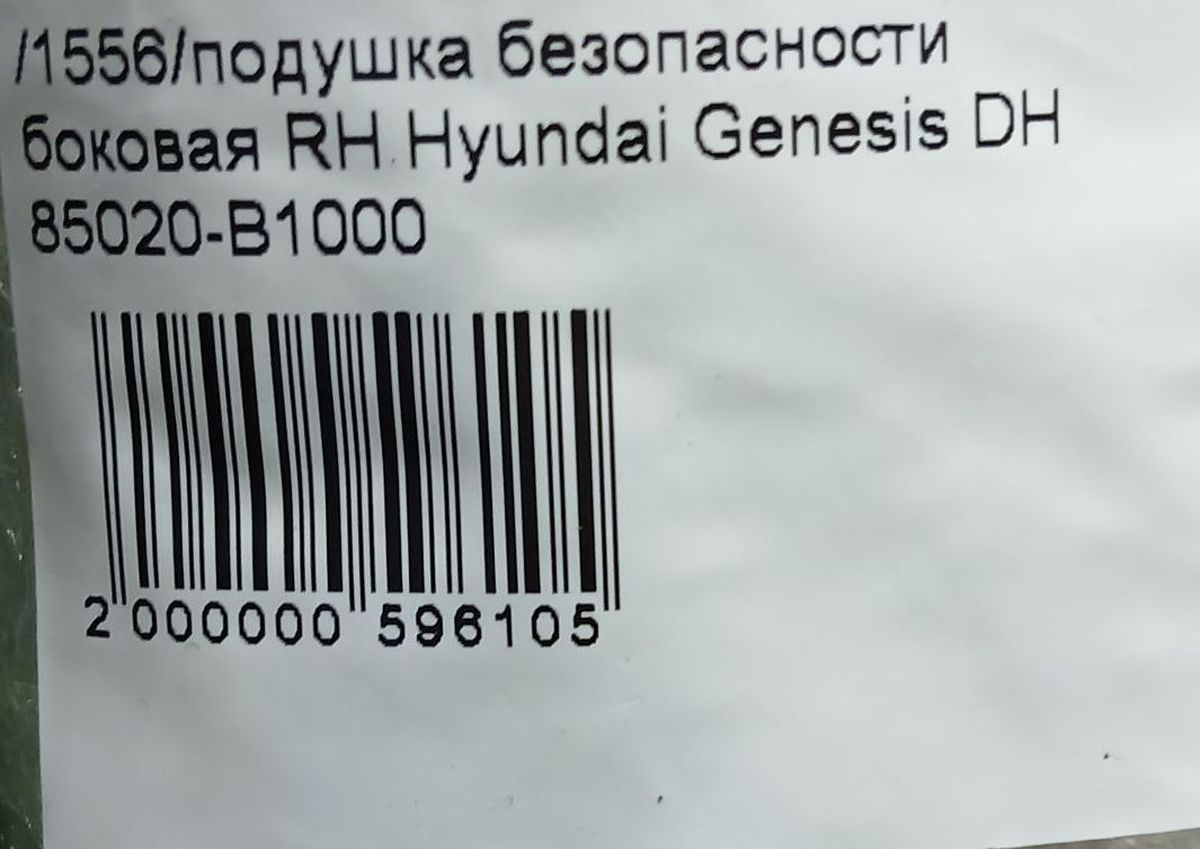 /1556/подушка безопасности
боковая RH Hyundai Genesis DH
85020-B1000
2 000000 596105